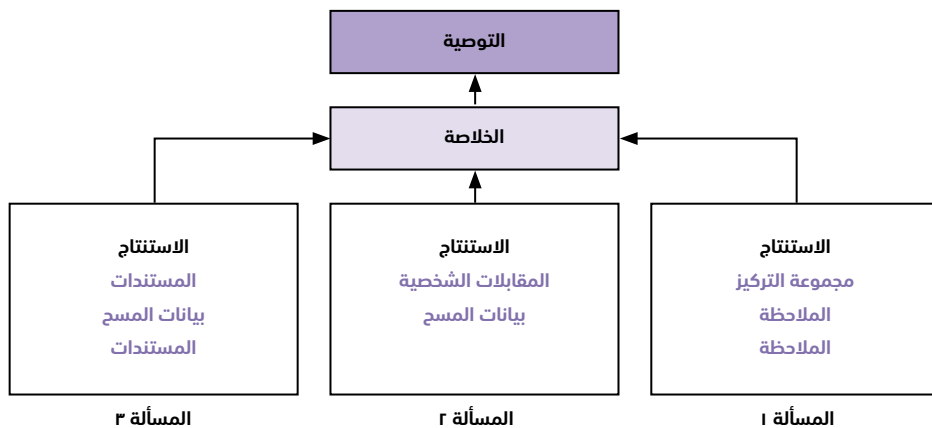 التوصية
الخلاصة
الاستنتاج
مجموعة التركيز
الملاحظة
الملاحظة
المسألة ١
الاستنتاج
المقابلات الشخصية
بيانات المسح
المسألة ٢
الاستنتاج
المستندات
بيانات المسح
المستندات
المسألة ٣